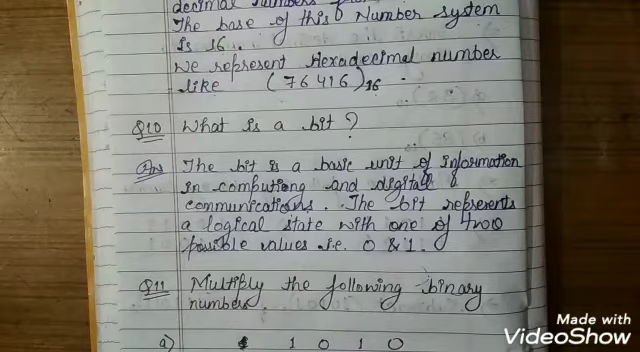 decimal numbers
The base of this Number system
is 16.
We represent Hexadecimal number
like (76416)16.
Q10 What is a bit ?
Ans The bit is a basic unit of information
in computiong and digital
communications. The bit represents
a logical state with one of two
possible values i.e. 0 & 1.
Q11 Multiply the following binary
numbers
a) 1 0 1 0
Made with
VideoShow